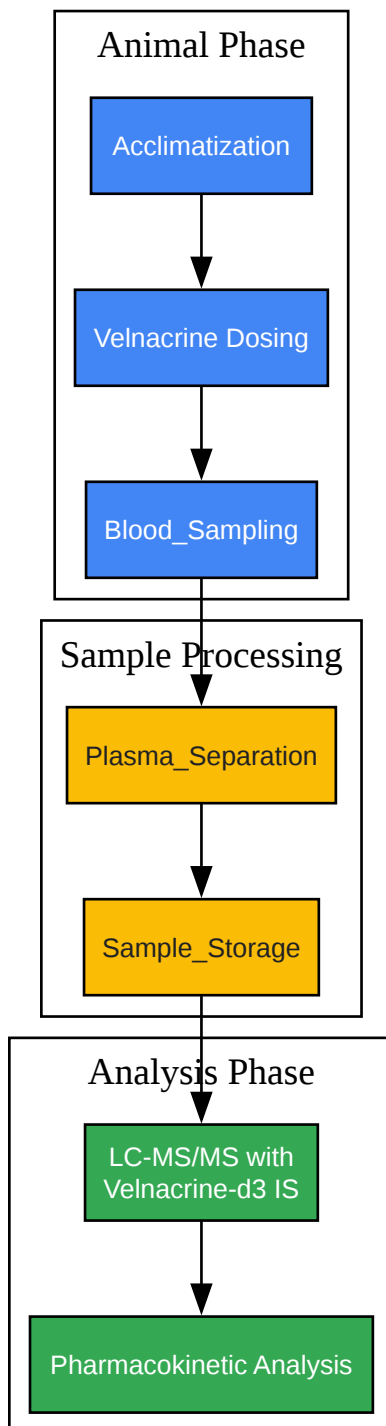 Animal Phase
Acclimatization
Velnacrine Dosing
Blood_Sampling
Sample Processing
Plasma_Separation
Sample_Storage
Analysis Phase
LC-MS/MS with
Velnacrine-d3 IS
Pharmacokinetic Analysis